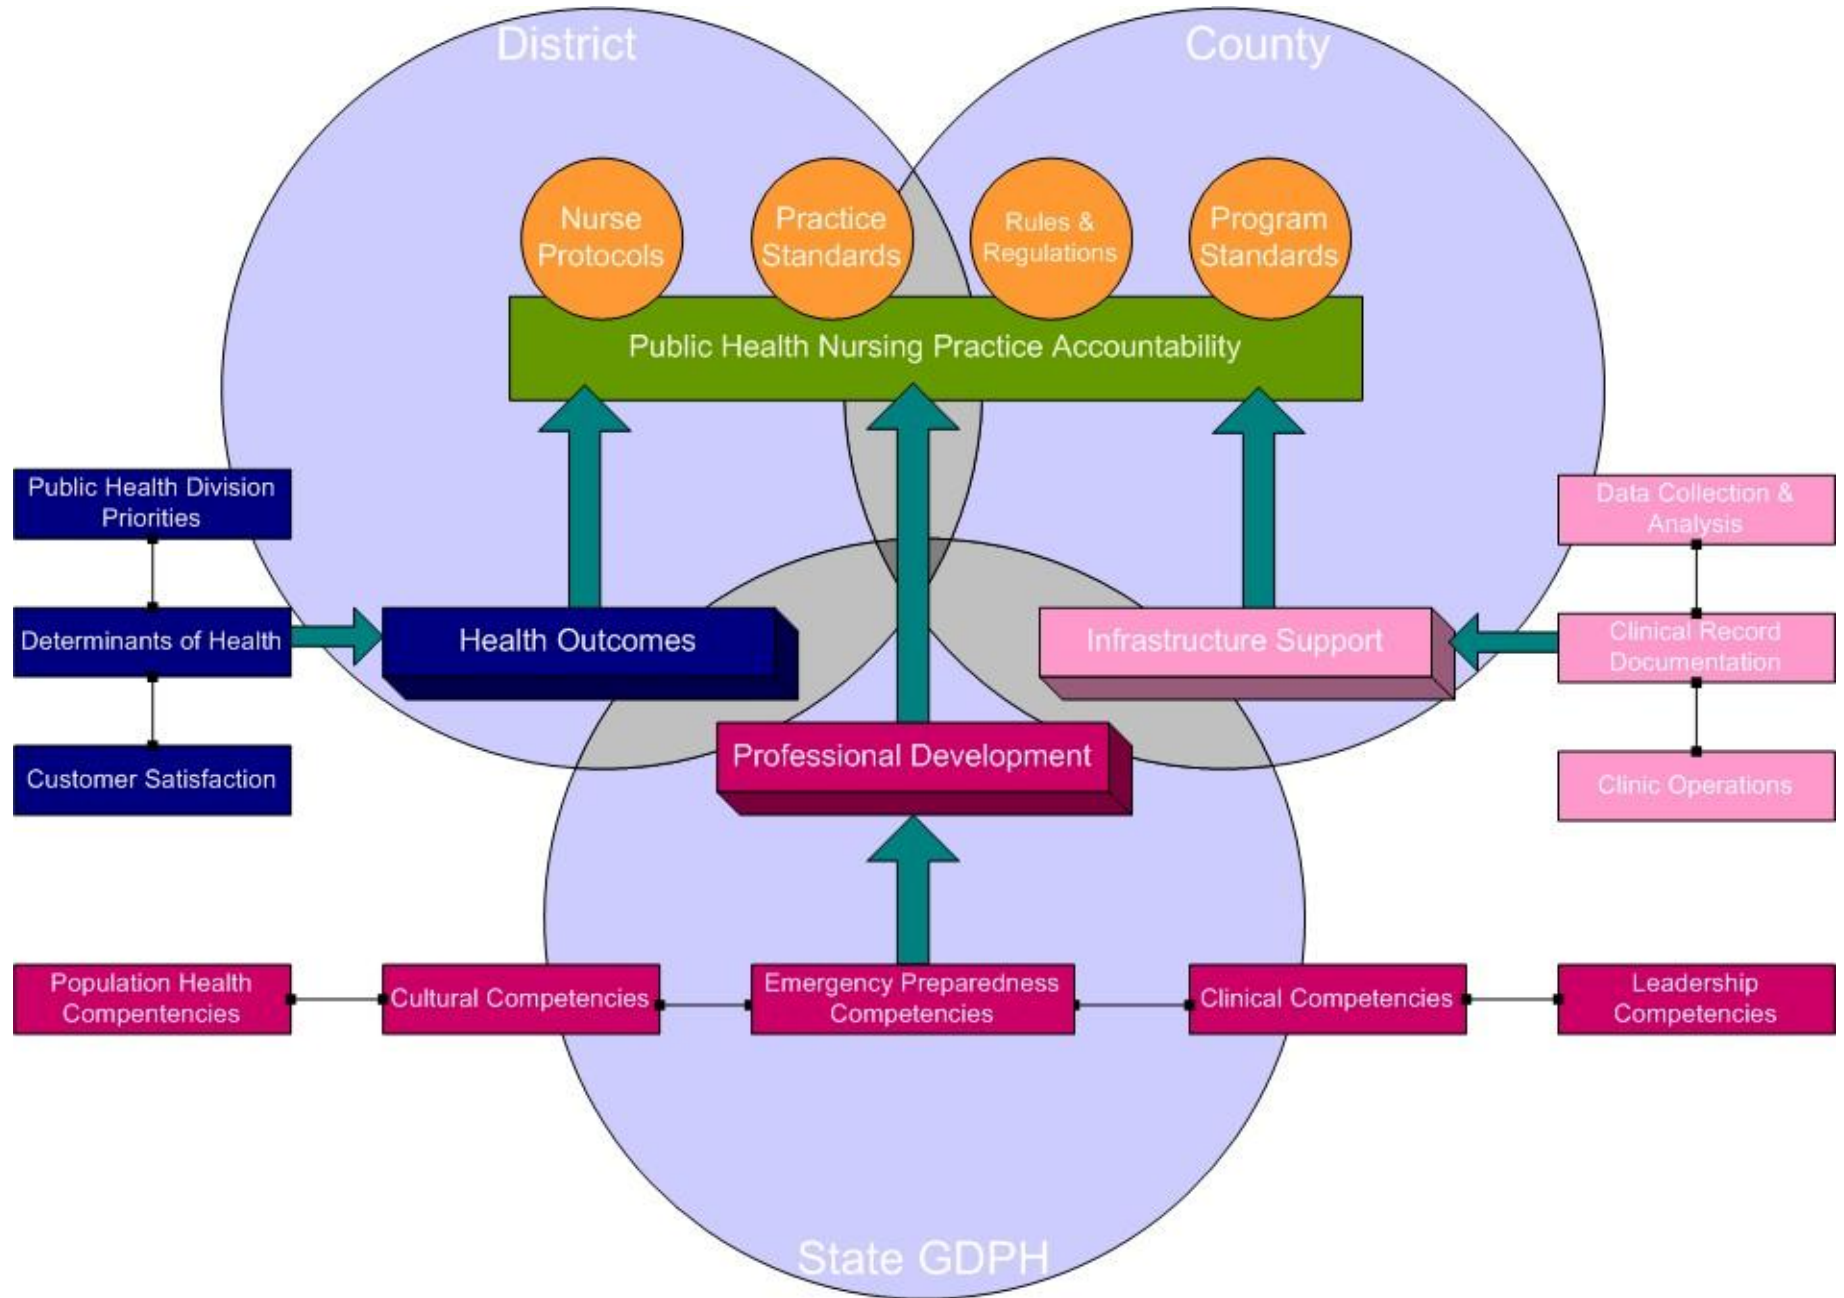 District
County
Nurse
Protocols
Practice
Standards
Rules &
Regulations
Program
Standards
Public Health Nursing Practice Accountability
Public Health Division
Priorities
Determinants of Health
Customer Satisfaction
Health Outcomes
Professional Development
Infrastructure Support
Data Collection &
Analysis
Clinical Record
Documentation
Clinic Operations
Population Health
Compentencies
Cultural Competencies
Emergency Preparedness
Competencies
Clinical Competencies
Leadership
Competencies
State GDPH